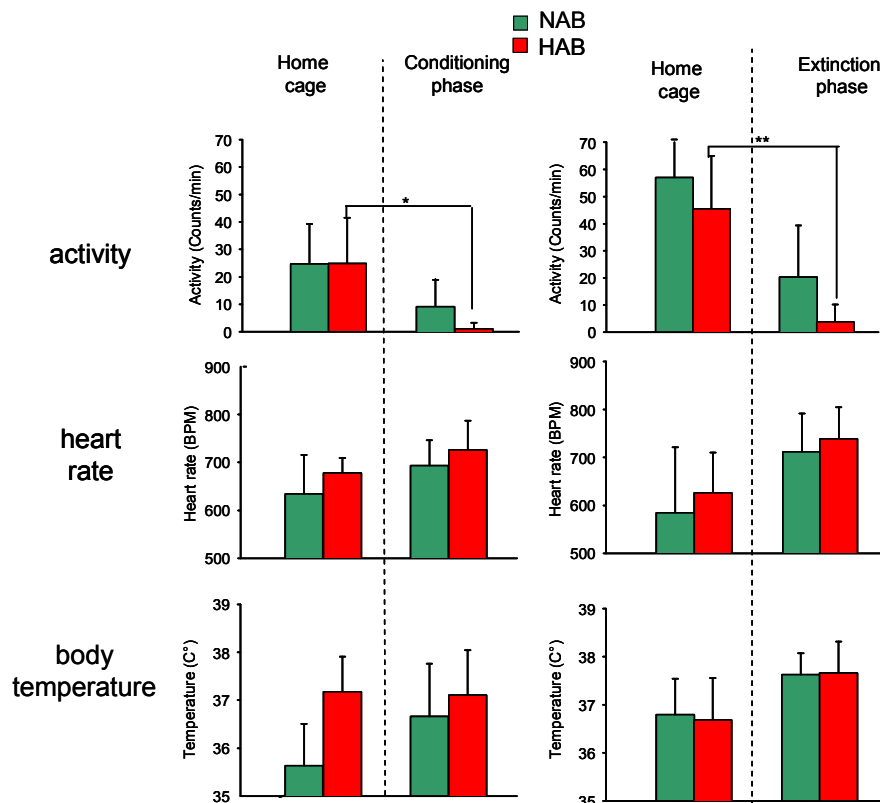 NAB
HAB
Home
cage
Conditioning
phase
Home
cage
Extinction
phase
activity
Activity (Counts/min)
70
60
50
40
30
20
10
0
*
Activity (Counts/min)
70
60
50
40
30
20
10
0
**
heart
rate
Heart rate (BPM)
900
800
700
600
500
Heart rate (BPM)
900
800
700
600
500
body
temperature
Temperature (C°)
39
38
37
36
35
Temperature (C°)
39
38
37
36
35